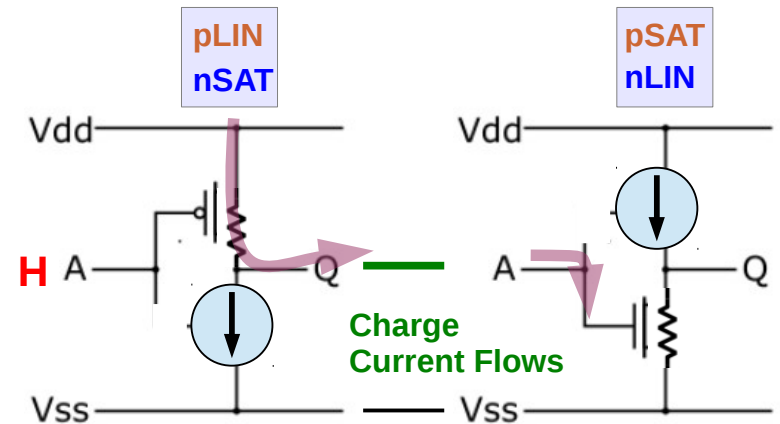 pLIN
nSAT
pSAT
nLIN
Vdd
Vdd
H A
Q
A
Q
Charge
Current Flows
Vss
Vss